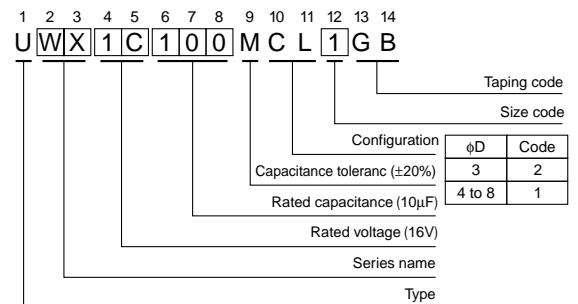 1 2 3 4 5 6 7 8 9 10 11 12 13 14
U W X 1 C 1 0 0 M C L 1 G B
Taping code
Size code
Configuration
Capacitance toleranc (±20%)
Rated capacitance (10µF)
Rated voltage (16V)
Series name
Type
ϕD Code
3 2
4 to 8 1